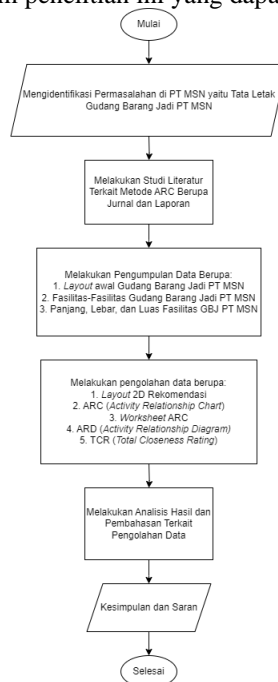 penelitian ini yang dapa
Mulai
Mengidentifikasi Permasalahan di PT MSN yaitu Tata Letak
Gudang Barang Jadi PT MSN
Melakukan Studi Literatur
Terkait Metode ARC Berupa
Jurnal dan Laporan
Melakukan Pengumpulan Data Berupa:
1. Layout awal Gudang Barang Jadi PT MSN
2. Fasilitas-Fasilitas Gudang Barang Jadi PT MSN
3. Panjang, Lebar, dan Luas Fasilitas GBJ PT MSN
Melakukan pengolahan data berupa:
1. Layout 2D Rekomendasi
2. ARC (Activity Relationship Chart)
3. Worksheet ARC
4. ARD (Activity Relationship Diagram)
5. TCR (Total Closeness Rating)
Melakukan Analisis Hasil dan
Pembahasan Terkait
Pengolahan Data
Kesimpulan dan Saran
Selesai